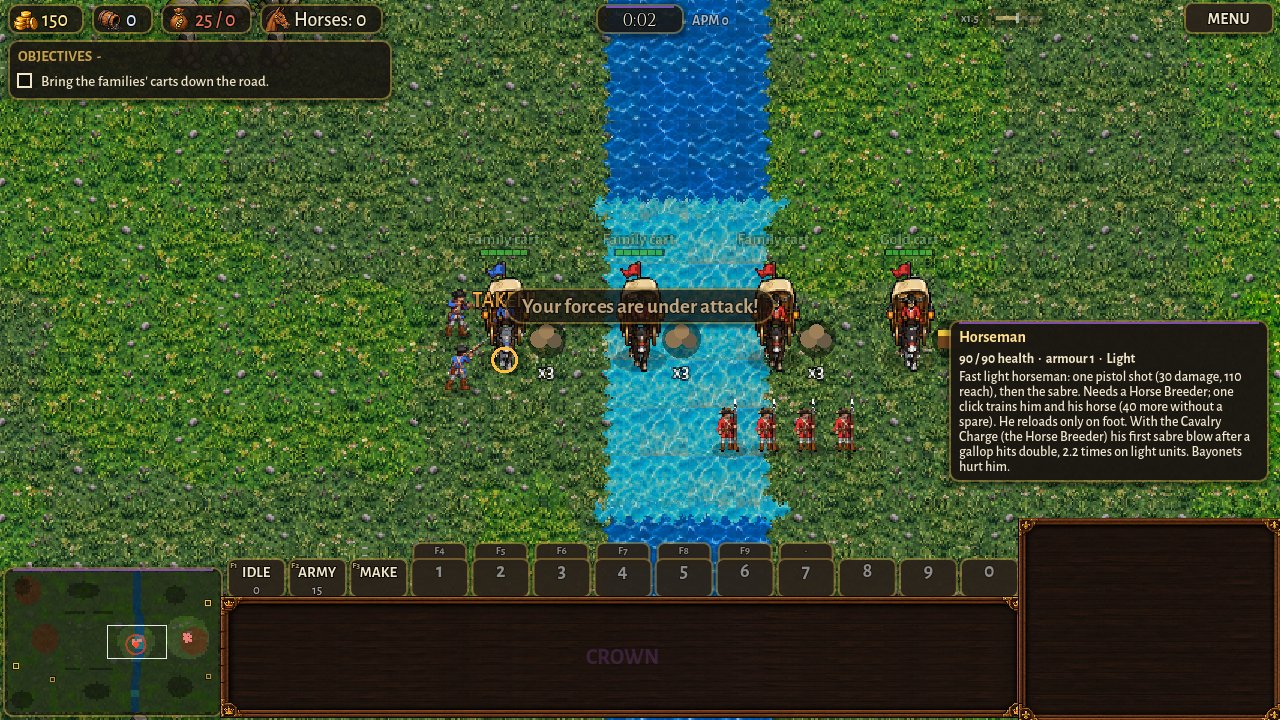 150
0
25 / 0
Horses: 0
0:02
APM 0
x1.5
MENU
OBJECTIVES -
Bring the families' carts down the road.
Family cart
Family cart
Family cart
Gold cart
TAK
Your forces are under attack!
x3
x3
x3
Horseman
90 / 90 health · armour 1 · Light
Fast light horseman: one pistol shot (30 damage, 110
reach), then the sabre. Needs a Horse Breeder; one
click trains him and his horse (40 more without a
spare). He reloads only on foot. With the Cavalry
Charge (the Horse Breeder) his first sabre blow after a
gallop hits double, 2.2 times on light units. Bayonets
hurt him.
F4 F5 F6 F7 F8 F9
F1 IDLE F2 ARMY F3 MAKE 1 2 3 4 5 6 7 8 9 0
0 15
CROWN